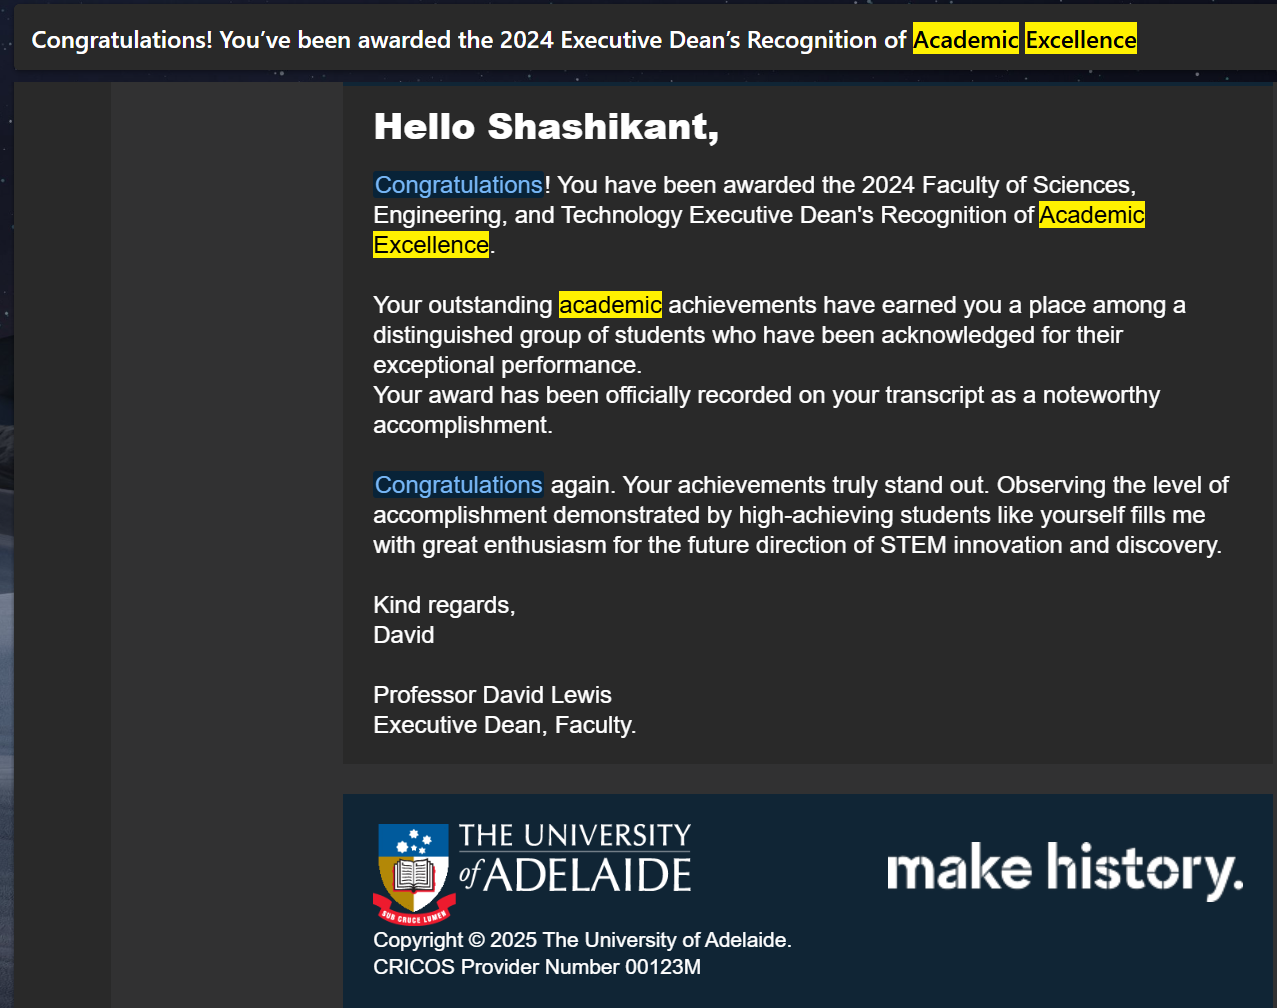 Congratulations! You’ve been awarded the 2024 Executive Dean’s Recognition of Academic Excellence
Hello Shashikant,
Congratulations! You have been awarded the 2024 Faculty of Sciences,
Engineering, and Technology Executive Dean's Recognition of Academic
Excellence.
Your outstanding academic achievements have earned you a place among a
distinguished group of students who have been acknowledged for their
exceptional performance.
Your award has been officially recorded on your transcript as a noteworthy
accomplishment.
Congratulations again. Your achievements truly stand out. Observing the level of
accomplishment demonstrated by high-achieving students like yourself fills me
with great enthusiasm for the future direction of STEM innovation and discovery.
Kind regards,
David
Professor David Lewis
Executive Dean, Faculty.
THE UNIVERSITY
of ADELAIDE
make history.
SUB CRUCE LUMEN
Copyright © 2025 The University of Adelaide.
CRICOS Provider Number 00123M